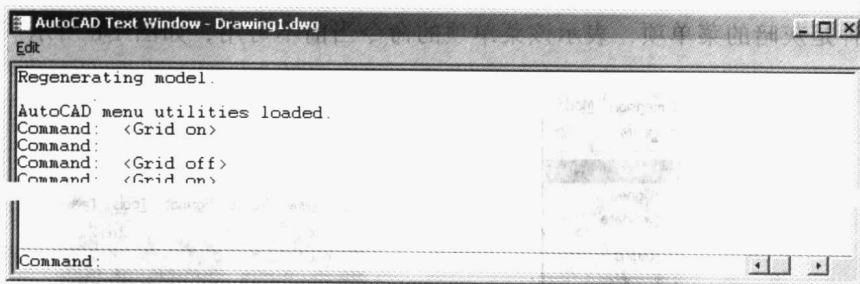 AutoCAD Text Window - Drawing1.dwg
Edit
Regenerating model.
AutoCAD menu utilities loaded.
Command: <Grid on>
Command:
Command: <Grid off>
Command: <Grid on>
Command: